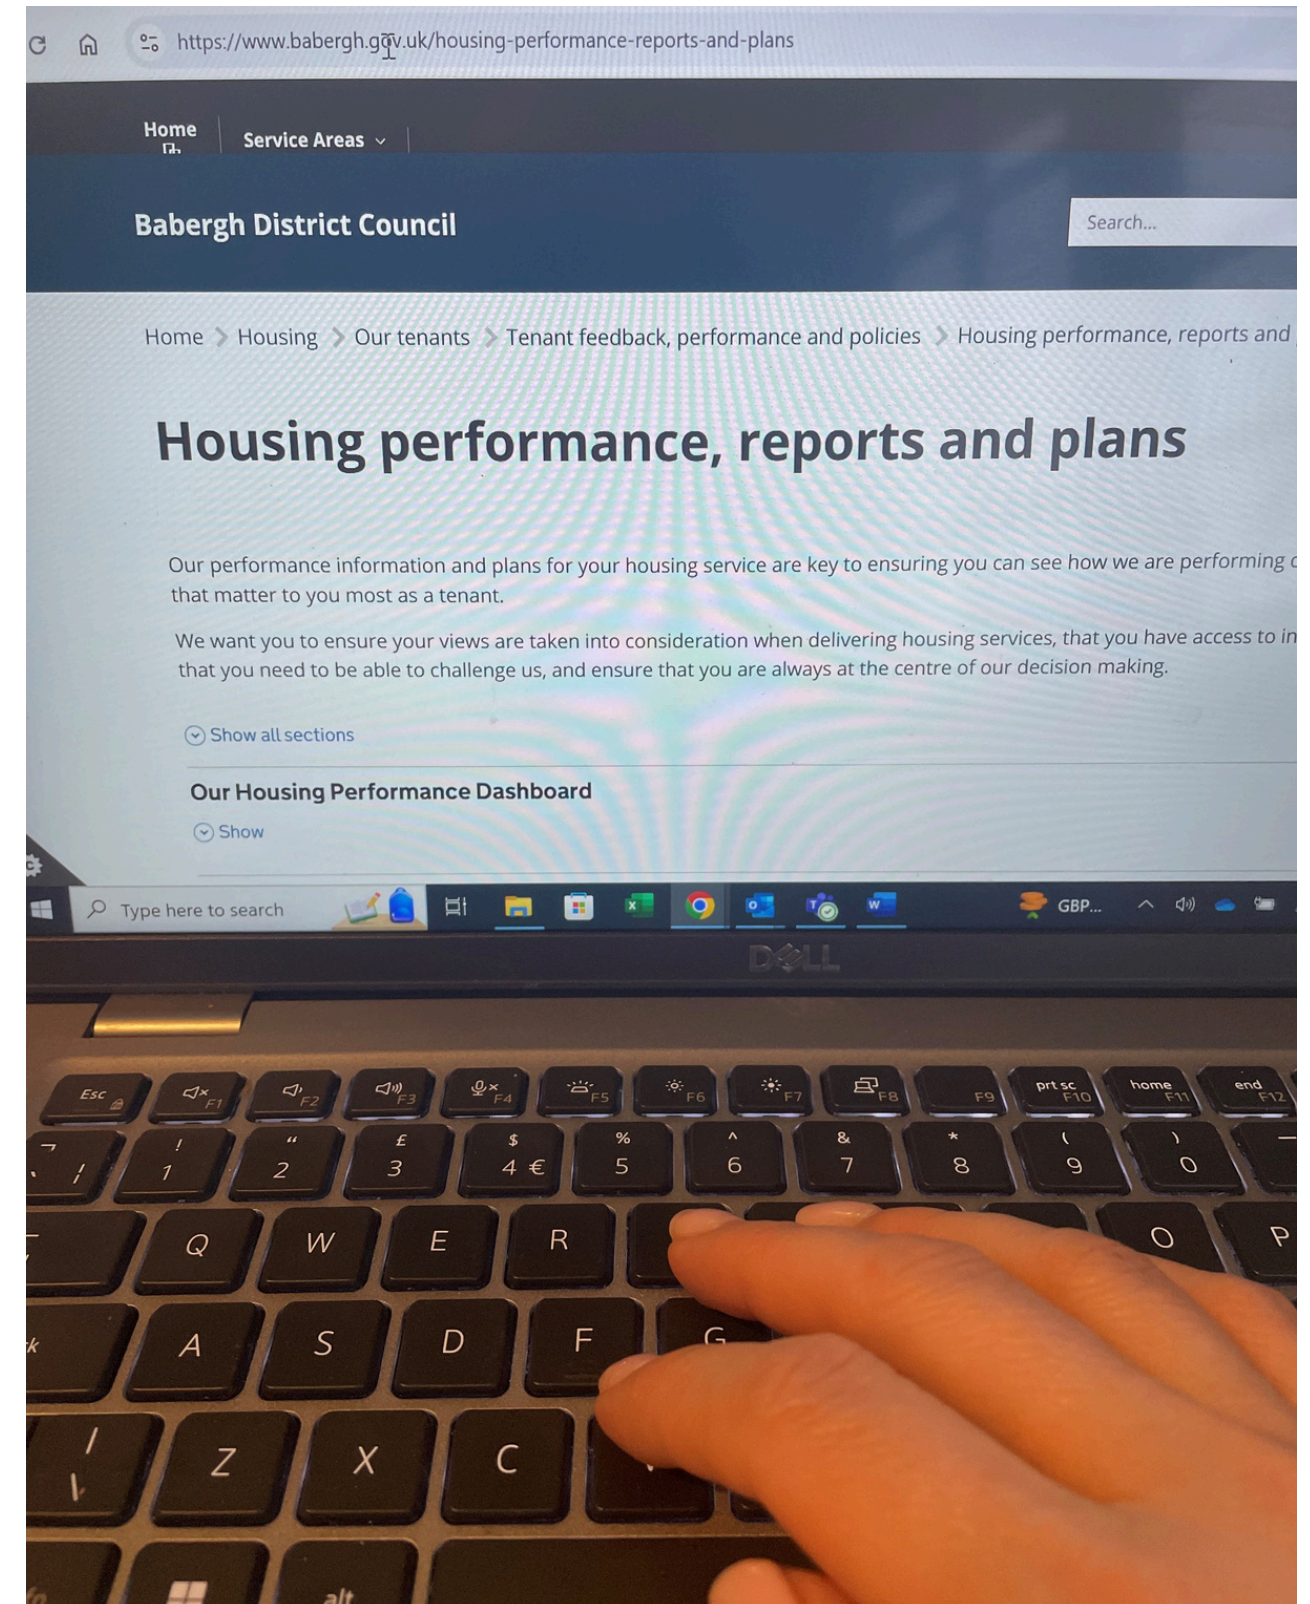 https://www.babergh.gov.uk/housing-performance-reports-and-plans
Home
Service Areas
Babergh District Council
Search...
Home > Housing > Our tenants > Tenant feedback, performance and policies > Housing performance, reports and
Housing performance, reports and plans
Our performance information and plans for your housing service are key to ensuring you can see how we are performing
that matter to you most as a tenant.
We want you to ensure your views are taken into consideration when delivering housing services, that you have access to
that you need to be able to challenge us, and ensure that you are always at the centre of our decision making.
Show all sections
Our Housing Performance Dashboard
Show
Type here to search
GBP...
DELL
Esc F1 F2 F3 F4 F5 F6 F7 F8 F9 prt sc F10 home F11 end F12
! 1 " 2 £ 3 $ 4 € % 5 ^ 6 & 7 * 8 ( 9 ) 0
Q W E R O P
A S D F G
Z X C
alt